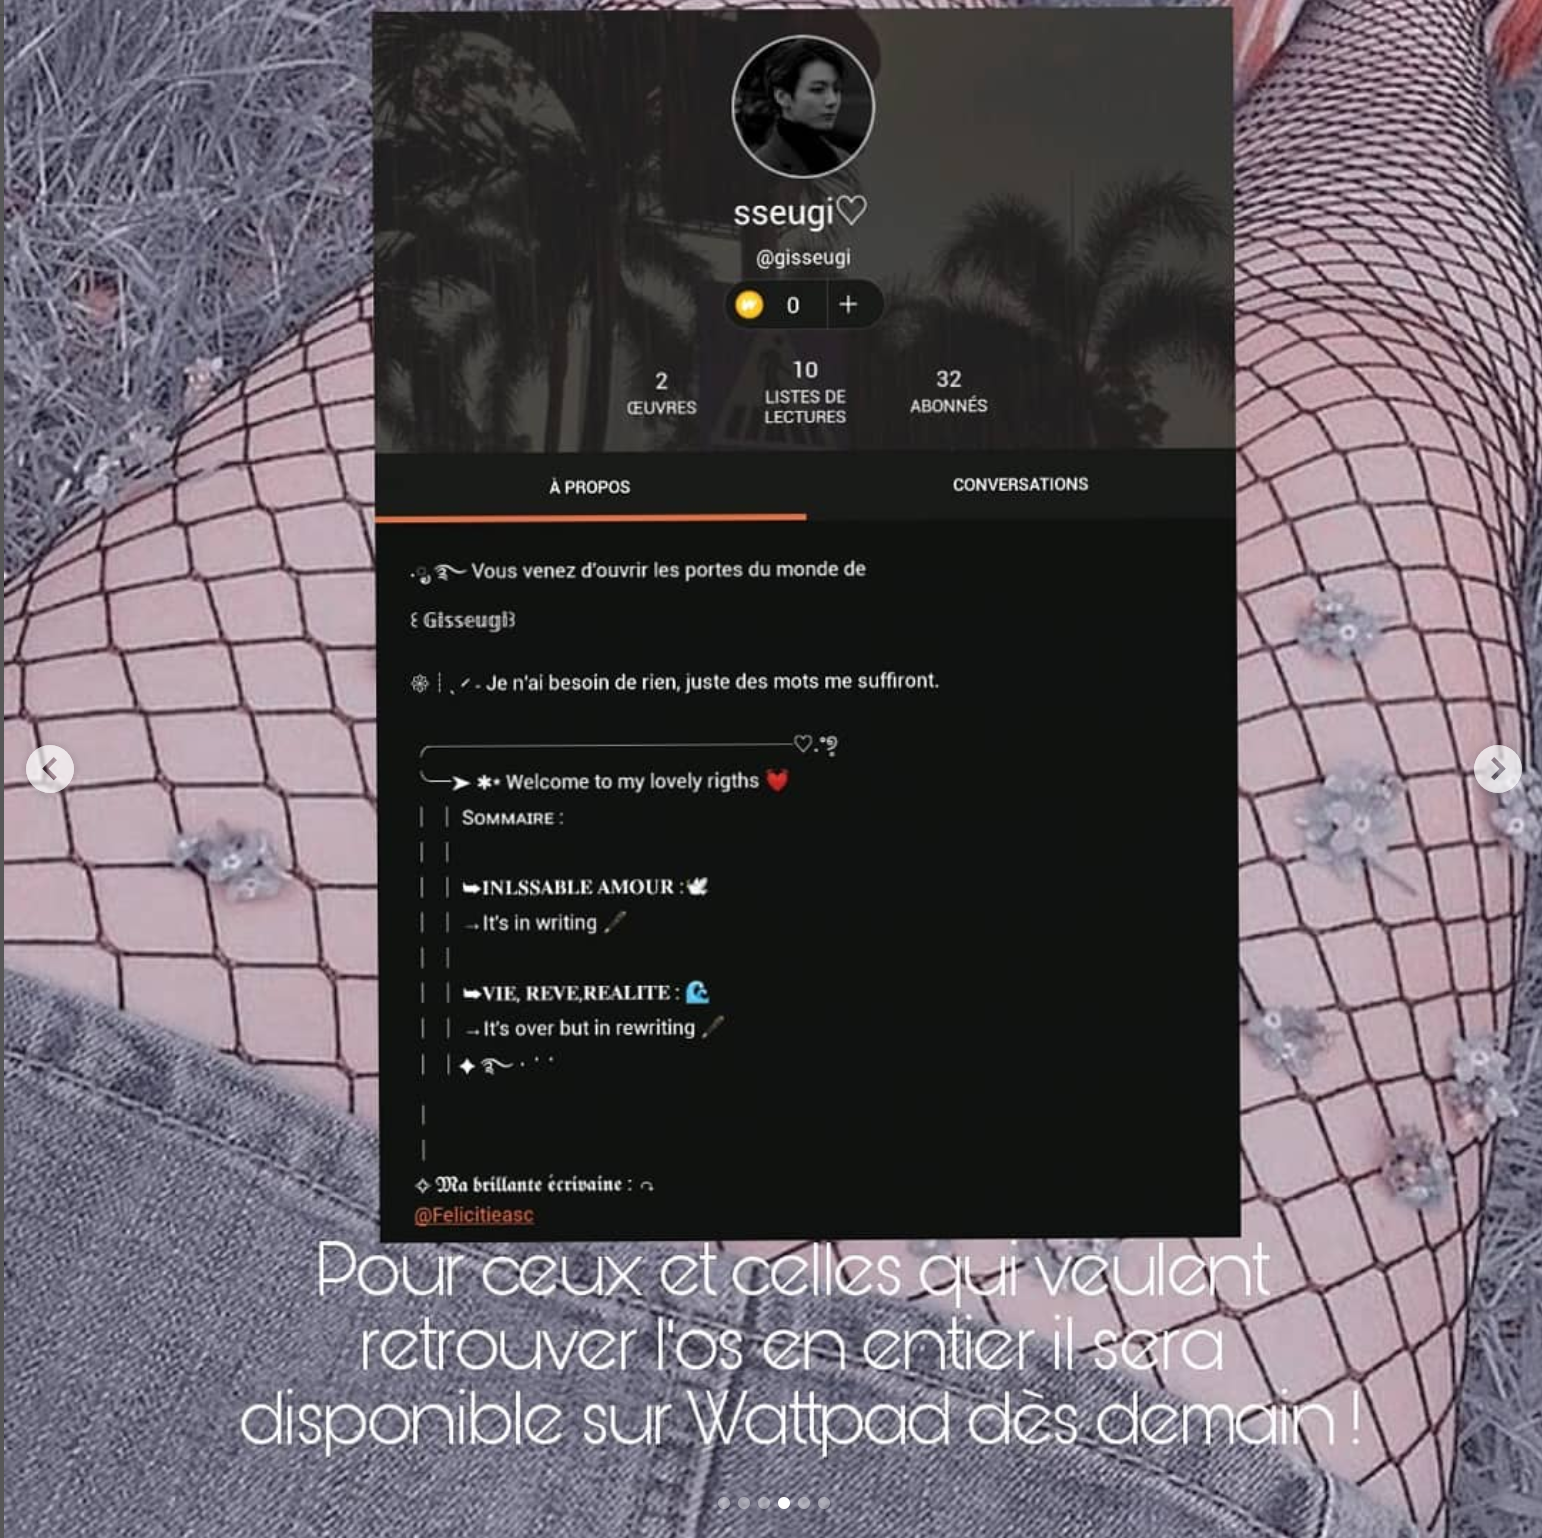 sseugi♡
@gisseugi
0 +
2
ŒUVRES
10
LISTES DE
LECTURES
32
ABONNÉS
À PROPOS
CONVERSATIONS
Vous venez d'ouvrir les portes du monde de
꒰ 𝔾𝕚𝕤𝕤𝕖𝕦𝕘𝕚꒱
Je n'ai besoin de rien, juste des mots me suffiront.
➤ ✱• Welcome to my lovely rigths 💓
Sᴏᴍᴍᴀɪʀᴇ :
➥𝐈𝐍𝐋𝐒𝐒𝐀𝐁𝐋𝐄 𝐀𝐌𝐎𝐔𝐑 :🕊
→It's in writing 🖋
➥𝐕𝐈𝐄, 𝐑𝐄𝐕𝐄,𝐑𝐄𝐀𝐋𝐈𝐓𝐄 : 🌊
→It's over but in rewriting 🖋
✧ 𝕸𝖆 𝖇𝖗𝖎𝖑𝖑𝖆𝖓𝖙𝖊 é𝖈𝖗𝖎𝖛𝖆𝖎𝖓𝖊 :
@Felicitieasc
Pour ceux et celles qui veulent
retrouver l'os en entier il sera
disponible sur Wattpad dès demain !